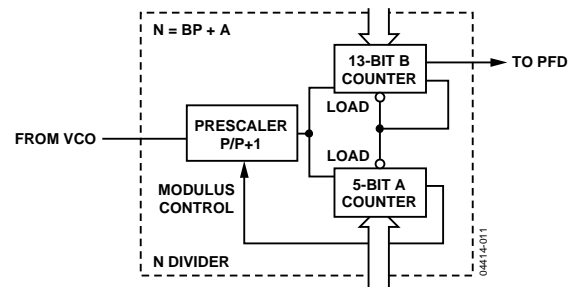 N = BP + A
13-BIT B
COUNTER
TO PFD
LOAD
PRESCALER
P/P+1
FROM VCO
LOAD
MODULUS
CONTROL
5-BIT A
COUNTER
N DIVIDER
04414-011